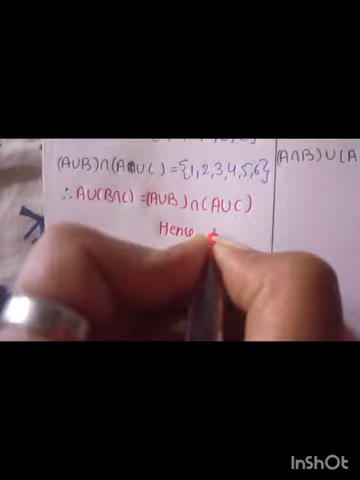 (A∪B)∩(A∪C) = {1,2,3,4,5,6}
(A∩B)∪(A
∴ A∪(B∩C) = (A∪B)∩(A∪C)
Hence
InShOt